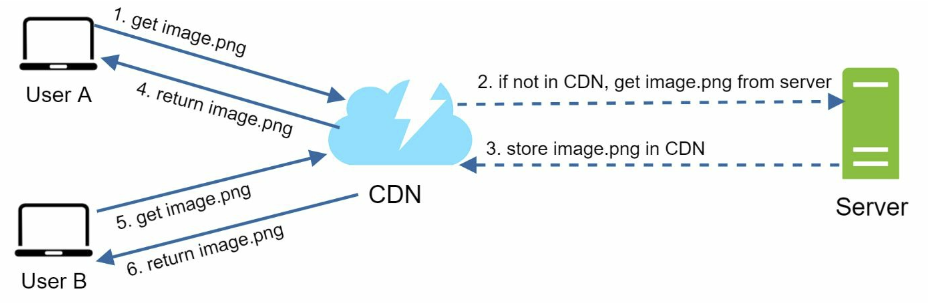 1. get image.png
User A
4. return image.png
2. if not in CDN, get image.png from server
3. store image.png in CDN
CDN
Server
5. get image.png
6. return image.png
User B